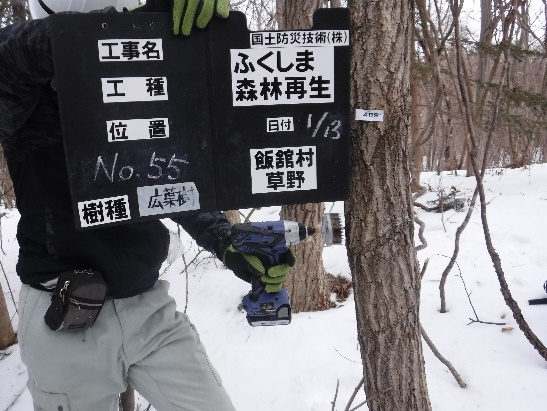 工事名
工種
位置
No.55
樹種 広葉樹
国土防災技術(株)
ふくしま
森林再生
日付 1/13
飯舘村
草野